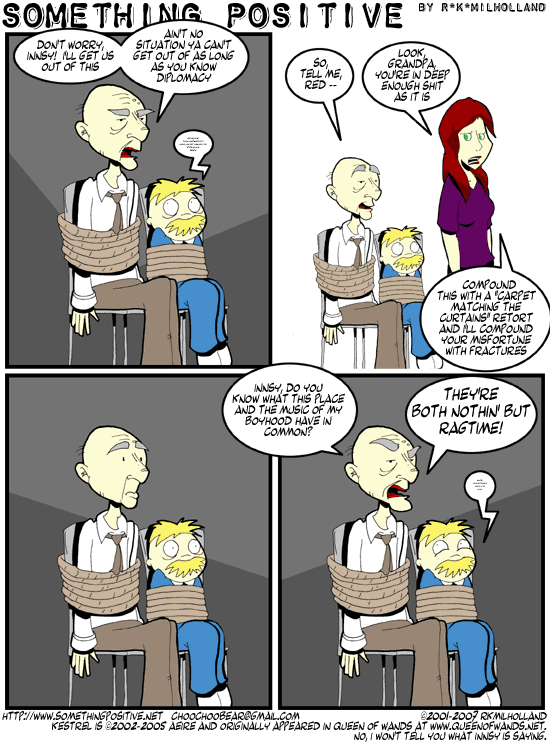 SOMETHING POSITIVE BY R*K*MILHOLLAND
DON'T WORRY,
INNSY! I'LL GET US
OUT OF THIS
AIN'T NO
SITUATION YA CAN'T
GET OUT OF AS LONG
AS YOU KNOW
DIPLOMACY
SO,
TELL ME,
RED --
LOOK,
GRANDPA,
YOU'RE IN DEEP
ENOUGH SHIT
AS IT IS
COMPOUND
THIS WITH A "CARPET
MATCHING THE
CURTAINS" RETORT
AND I'LL COMPOUND
YOUR MISFORTUNE
WITH FRACTURES
INNSY, DO YOU
KNOW WHAT THIS PLACE
AND THE MUSIC OF MY
BOYHOOD HAVE IN
COMMON?
THEY'RE
BOTH NOTHIN' BUT
RAGTIME!
HTTP://WWW.SOMETHINGPOSITIVE.NET CHOOCHOOBEAR@GMAIL.COM ©2001-2007 RKMILHOLLAND
KESTREL IS ©2002-2005 AEIRE AND ORIGINALLY APPEARED IN QUEEN OF WANDS AT WWW.QUEENOFWANDS.NET.
NO, I WON'T TELL YOU WHAT INNSY IS SAYING.